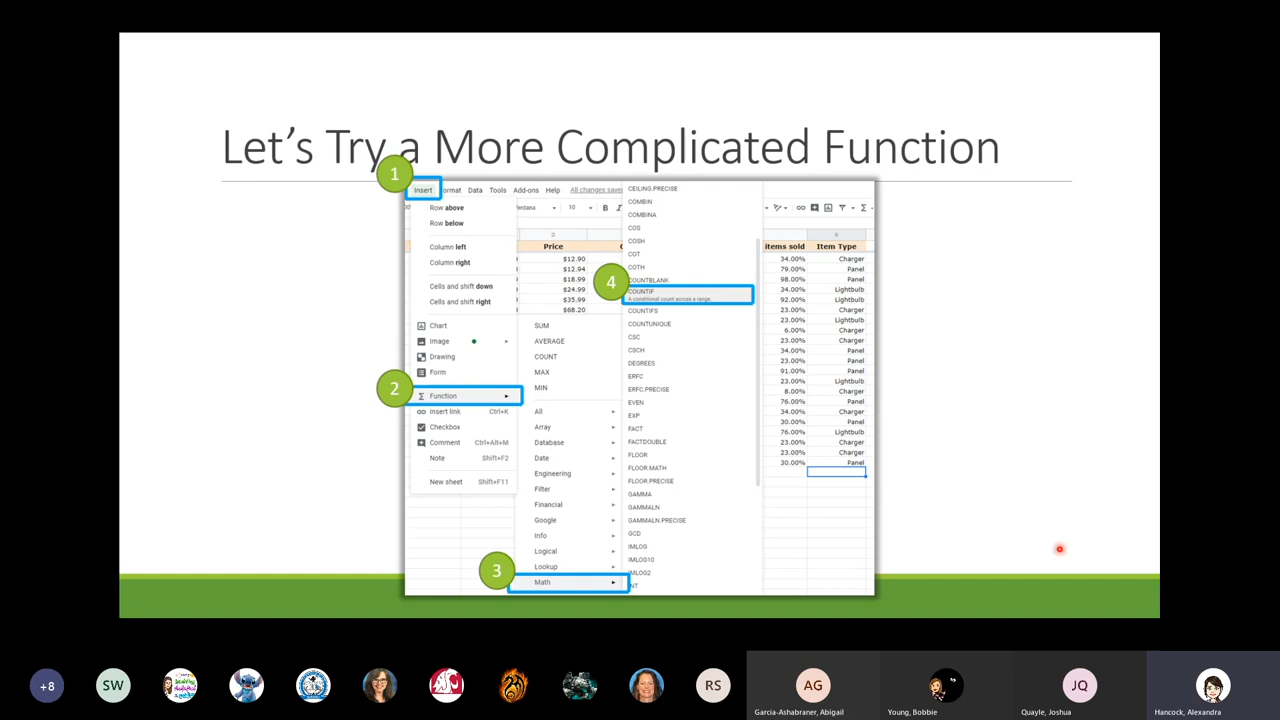 Let's Try a More Complicated Function
1
Insert
Format Data Tools Add-ons Help All changes saved
Verdana 10 B I
Row above
Row below
Column left
Column right
Cells and shift down
Cells and shift right
Chart
Image
Drawing
Form
2
Function
Insert link Ctrl+K
Checkbox
Comment Ctrl+Alt+M
Note Shift+F2
New sheet Shift+F11
Price
$12.90
$12.94
$18.99
$24.99
$35.99
$68.20
SUM
AVERAGE
COUNT
MAX
MIN
All
Array
Database
Date
Engineering
Filter
Financial
Google
Info
Logical
Lookup
3
Math
CEILING.PRECISE
COMBIN
COMBINA
COS
COSH
COT
COTH
COUNTBLANK
4
COUNTIF
A conditional count across a range.
COUNTIFS
COUNTUNIQUE
CSC
CSCH
DEGREES
ERFC
ERFC.PRECISE
EVEN
EXP
FACT
FACTDOUBLE
FLOOR
FLOOR.MATH
FLOOR.PRECISE
GAMMA
GAMMALN
GAMMALN.PRECISE
GCD
IMLOG
IMLOG10
IMLOG2
INT
items sold Item Type
34.00% Charger
79.00% Panel
98.00% Panel
34.00% Lightbulb
92.00% Lightbulb
23.00% Charger
23.00% Lightbulb
6.00% Charger
23.00% Charger
34.00% Panel
23.00% Panel
91.00% Panel
23.00% Lightbulb
8.00% Charger
76.00% Panel
34.00% Charger
30.00% Panel
76.00% Lightbulb
23.00% Charger
23.00% Charger
30.00% Panel
+8 SW RS AG JQ
Garcia-Ashabraner, Abigail Young, Bobbie Quayle, Joshua Hancock, Alexandra